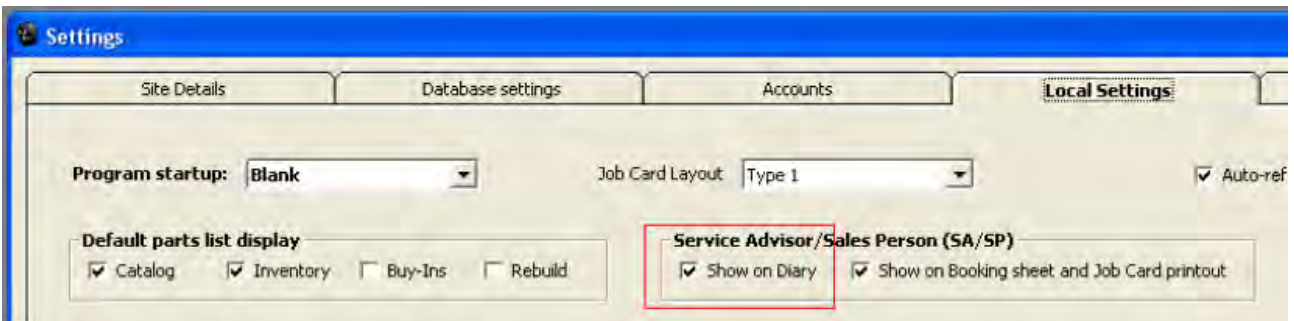 Settings
Site Details Database settings Accounts Local Settings
Program startup: Blank Job Card Layout Type 1 Auto-ref
Default parts list display Service Advisor/Sales Person (SA/SP)
Catalog Inventory Buy-Ins Rebuild Show on Diary Show on Booking sheet and Job Card printout